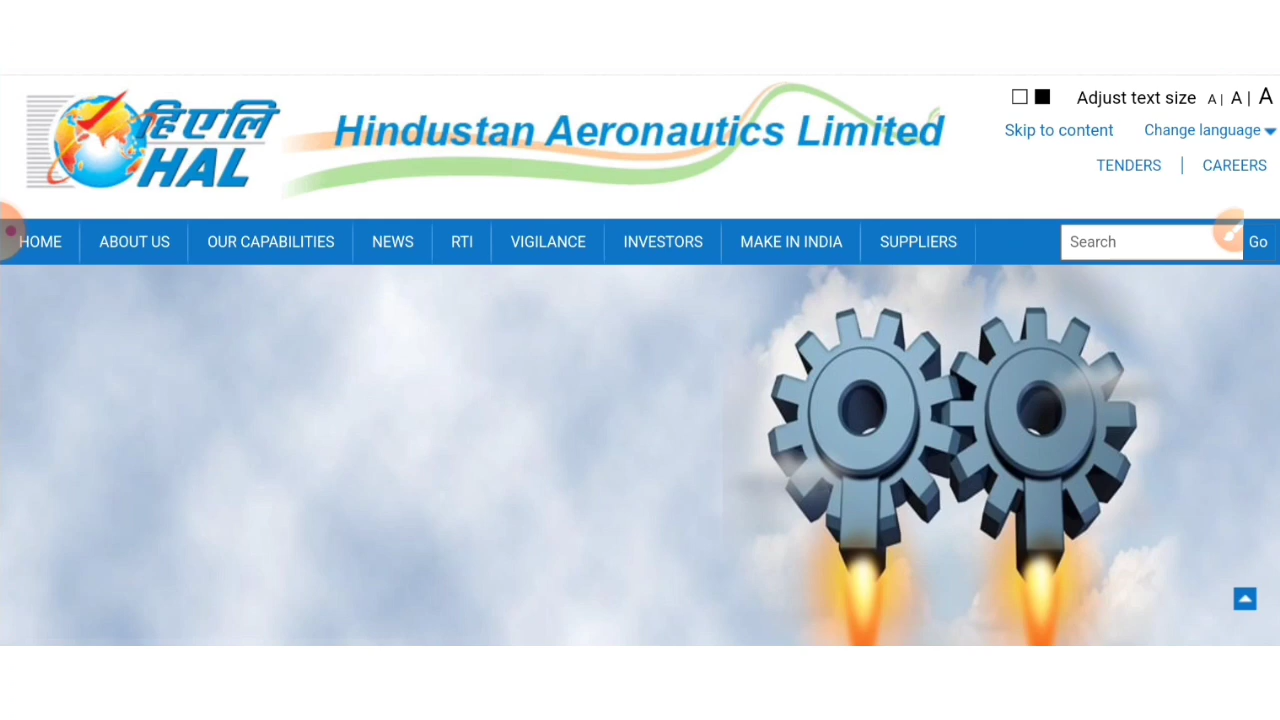 हिएलि
HAL
Hindustan Aeronautics Limited
Adjust text size A | A | A
Skip to content Change language
TENDERS | CAREERS
HOME ABOUT US OUR CAPABILITIES NEWS RTI VIGILANCE INVESTORS MAKE IN INDIA SUPPLIERS Search Go